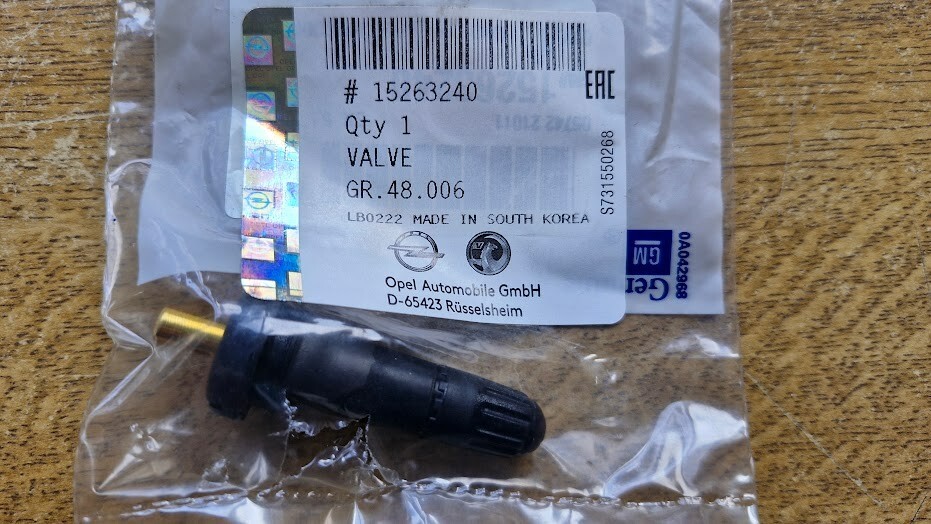 # 15263240
EAC
Qty 1
VALVE
GR.48.006
S731550268
LB0222 MADE IN SOUTH KOREA
Opel Automobile GmbH
D-65423 Rüsselsheim
GM
0A042968